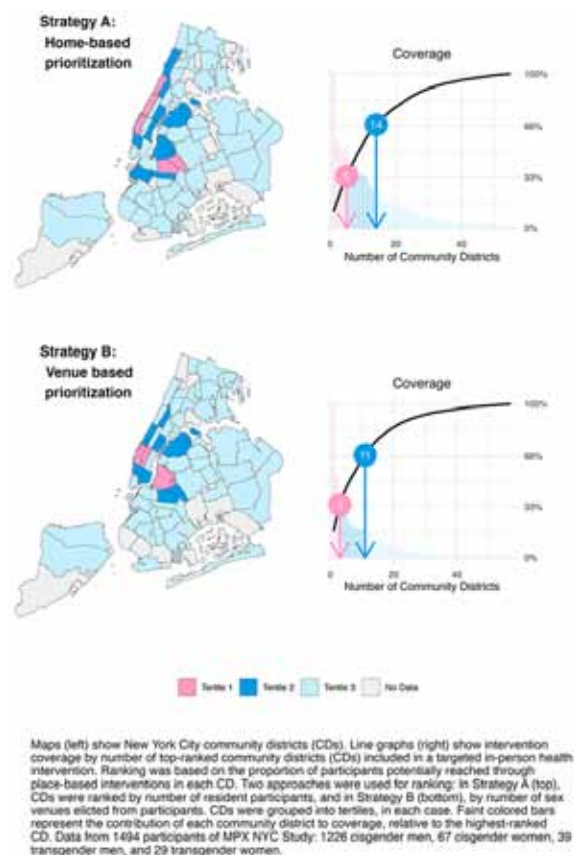 Strategy A:
Home-based
prioritization
Coverage
100%
66%
33%
0%
14
0
20
40
Number of Community Districts
Strategy B:
Venue based
prioritization
Coverage
100%
66%
33%
0%
11
0
20
40
Number of Community Districts
Tertile 1
Tertile 2
Tertile 3
No Data
Maps (left) show New York City community districts (CDs). Line graphs (right) show intervention
coverage by number of top-ranked community districts (CDs) included in a targeted in-person health
intervention. Ranking was based on the proportion of participants potentially reached through
place-based interventions in each CD. Two approaches were used for ranking: in Strategy A (top),
CDs were ranked by number of resident participants, and in Strategy B (bottom), by number of sex
venues elicted from participants. CDs were grouped into tertiles, in each case. Faint colored bars
represent the contribution of each community district to coverage, relative to the highest-ranked
CD. Data from 1494 participants of MPX NYC Study: 1226 cisgender men, 67 cisgender women, 39
transgender men, and 29 transgender women.